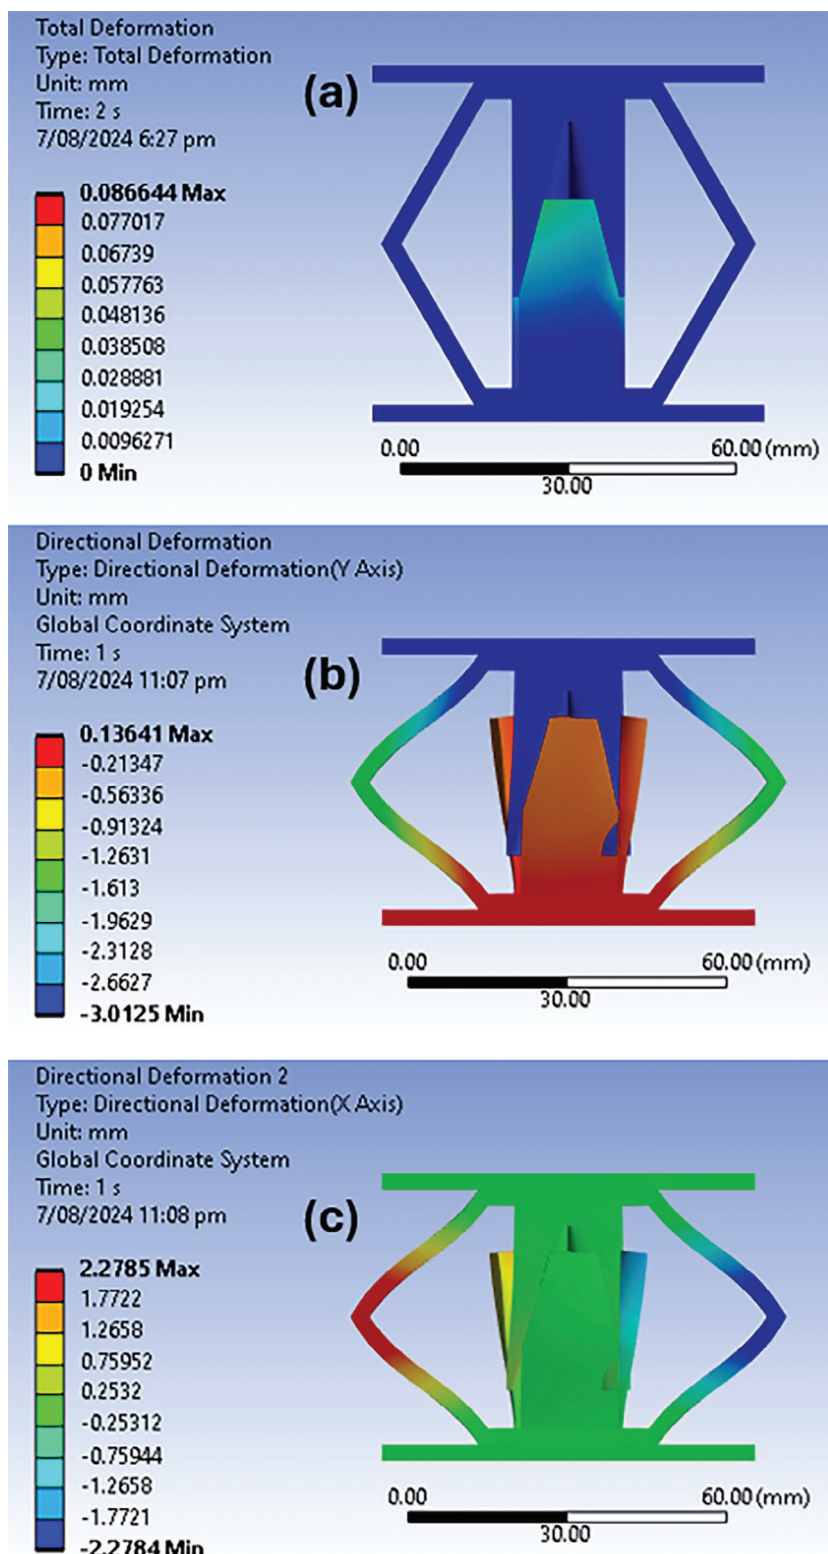 Total Deformation
Type: Total Deformation
Unit: mm
Time: 2 s
7/08/2024 6:27 pm
(a)
0.086644 Max
0.077017
0.06739
0.057763
0.048136
0.038508
0.028881
0.019254
0.0096271
0 Min
0.00
60.00 (mm)
30.00
Directional Deformation
Type: Directional Deformation(Y Axis)
Unit: mm
Global Coordinate System
Time: 1 s
7/08/2024 11:07 pm
(b)
0.13641 Max
-0.21347
-0.56336
-0.91324
-1.2631
-1.613
-1.9629
-2.3128
-2.6627
-3.0125 Min
0.00
60.00 (mm)
30.00
Directional Deformation 2
Type: Directional Deformation(X Axis)
Unit: mm
Global Coordinate System
Time: 1 s
7/08/2024 11:08 pm
(c)
2.2785 Max
1.7722
1.2658
0.75952
0.2532
-0.25312
-0.75944
-1.2658
-1.7721
-2.2784 Min
0.00
60.00 (mm)
30.00